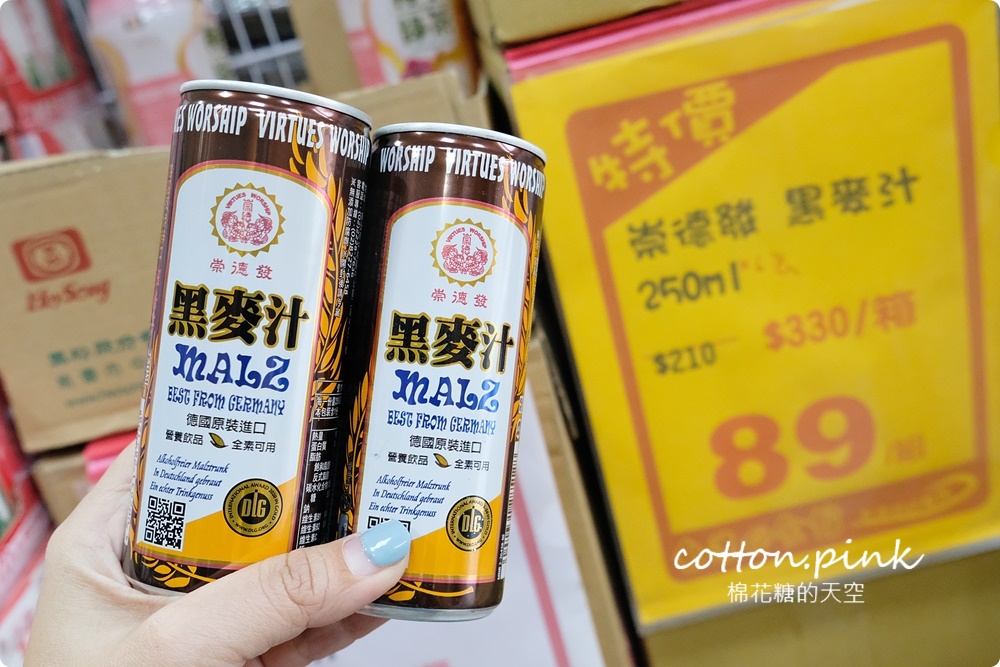 WORSHIP VIRTUES WORSHIP
VIRTUES WORSHIP
崇德發
黑麥汁
MALZ
BEST FROM GERMANY
德國原裝進口
營養飲品 全素可用
Alkoholfreier Malztrunk
In Deutschland gebraut
Ein echter Trinkgenuss
DLG
WORSHIP VIRTUES WORSHIP
VIRTUES WORSHIP
崇德發
黑麥汁
MALZ
BEST FROM GERMANY
德國原裝進口
營養飲品 全素可用
Alkoholfreier Malztrunk
In Deutschland gebraut
Ein echter Trinkgenuss
DLG
HeySong
特價
崇德發 黑麥汁
250ml
$330/箱
$210
89
cotton.pink
棉花糖的天空